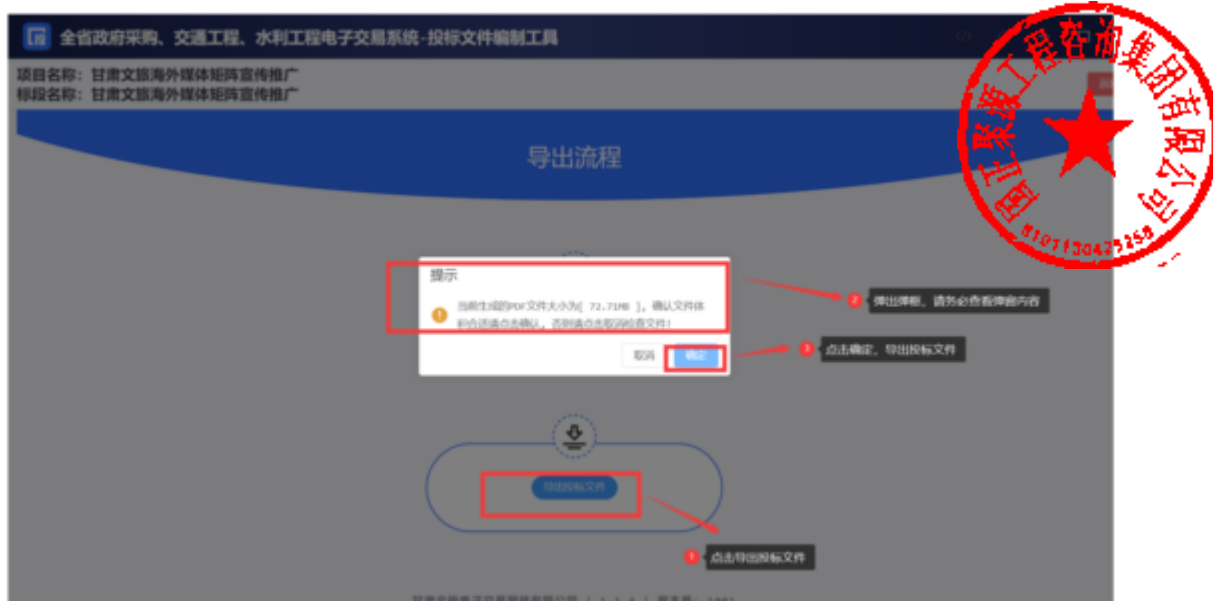 全省政府采购、交通工程、水利工程电子交易系统-投标文件编制工具
项目名称：甘肃文旅海外媒体矩阵宣传推广
标段名称：甘肃文旅海外媒体矩阵宣传推广
导出流程
提示
当前生成的PDF文件大小为[ 72.71MB ]，确认文件体
积合适请点击确认，否则请点击取消检查文件！
取消
确定
2 弹出弹框，请务必查看弹窗内容
3 点击确定，导出投标文件
导出投标文件
1 点击导出投标文件
工程咨询集团有限公司